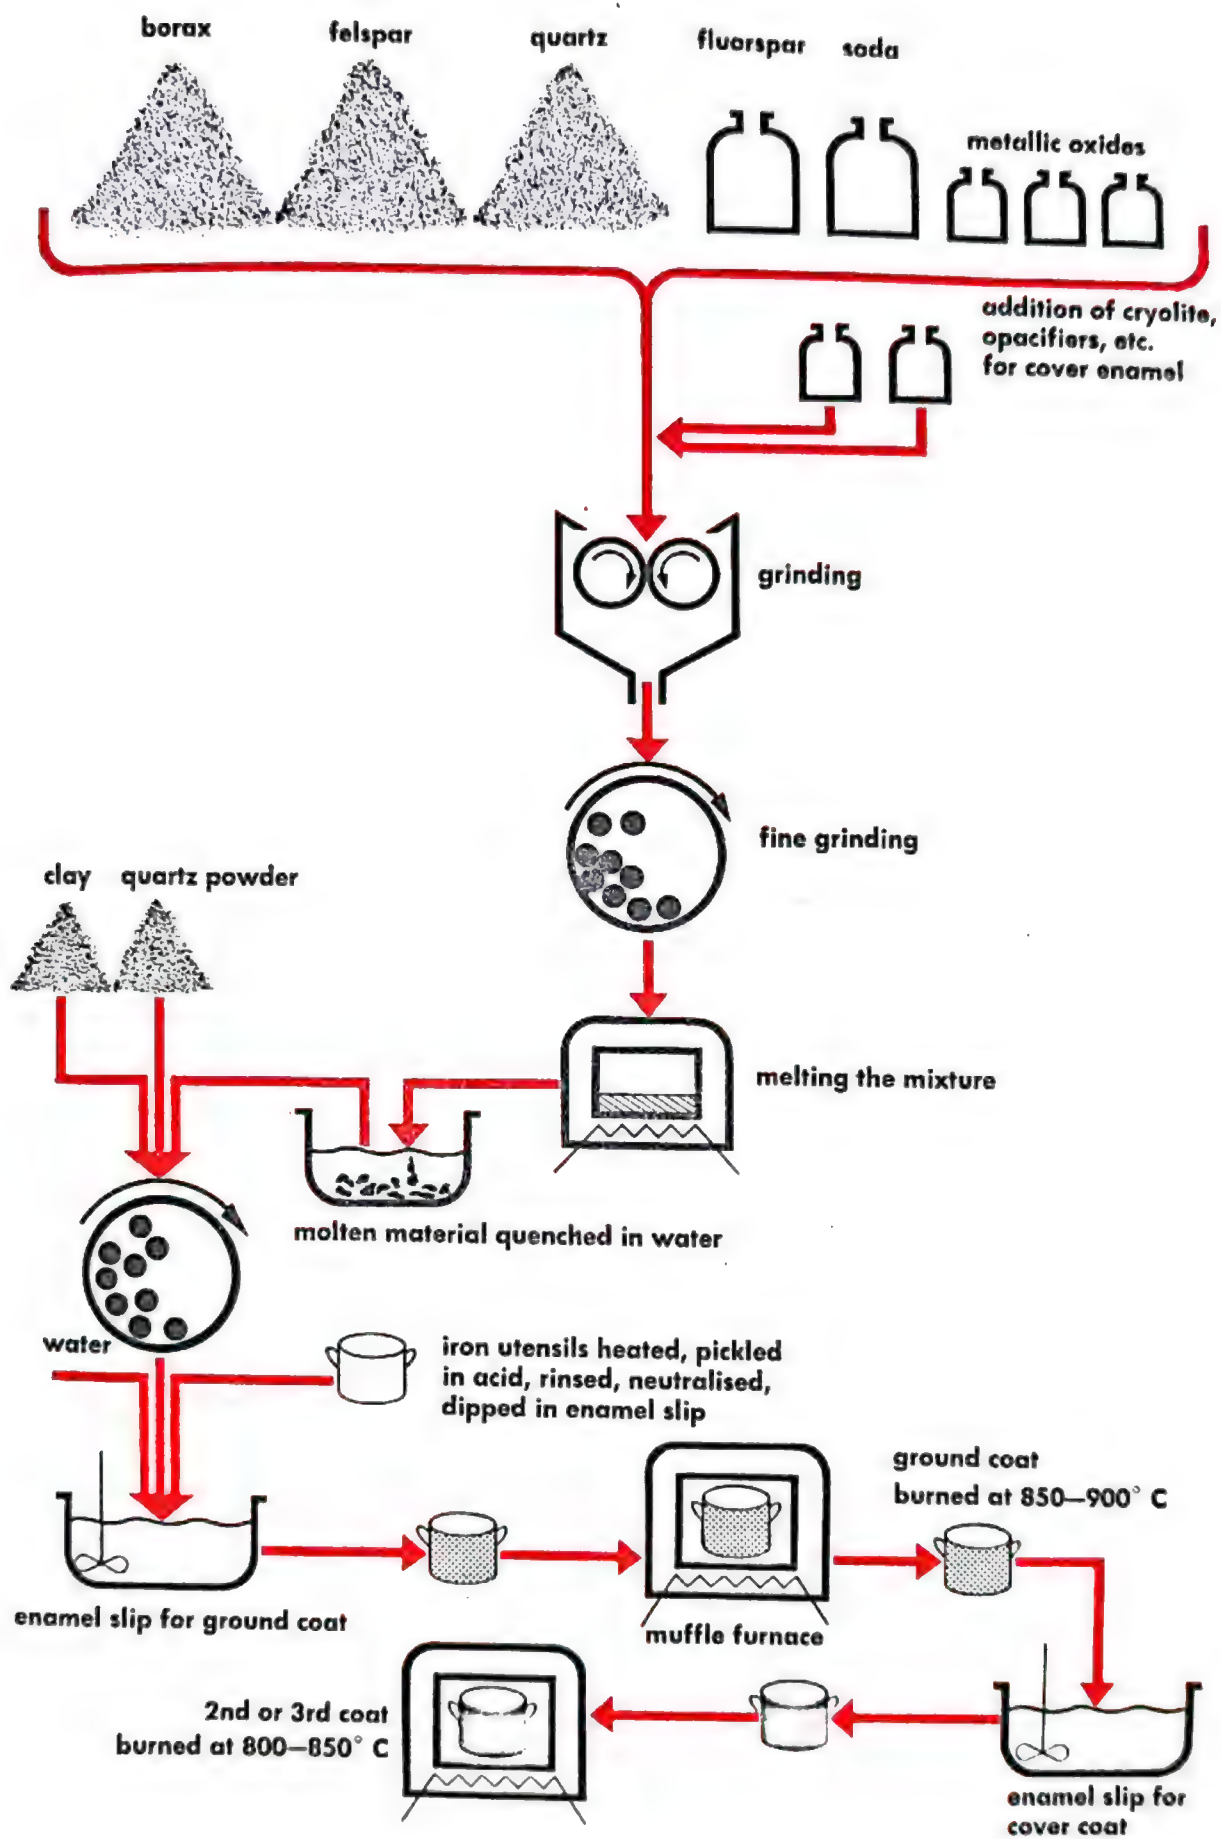 borax
felspar
quartz
fluorspar
soda
metallic oxides
addition of cryolite,
opacifiers, etc.
for cover enamel
grinding
fine grinding
clay
quartz powder
melting the mixture
molten material quenched in water
water
iron utensils heated, pickled
in acid, rinsed, neutralised,
dipped in enamel slip
ground coat
burned at 850—900° C
enamel slip for ground coat
muffle furnace
2nd or 3rd coat
burned at 800—850° C
enamel slip for
cover coat